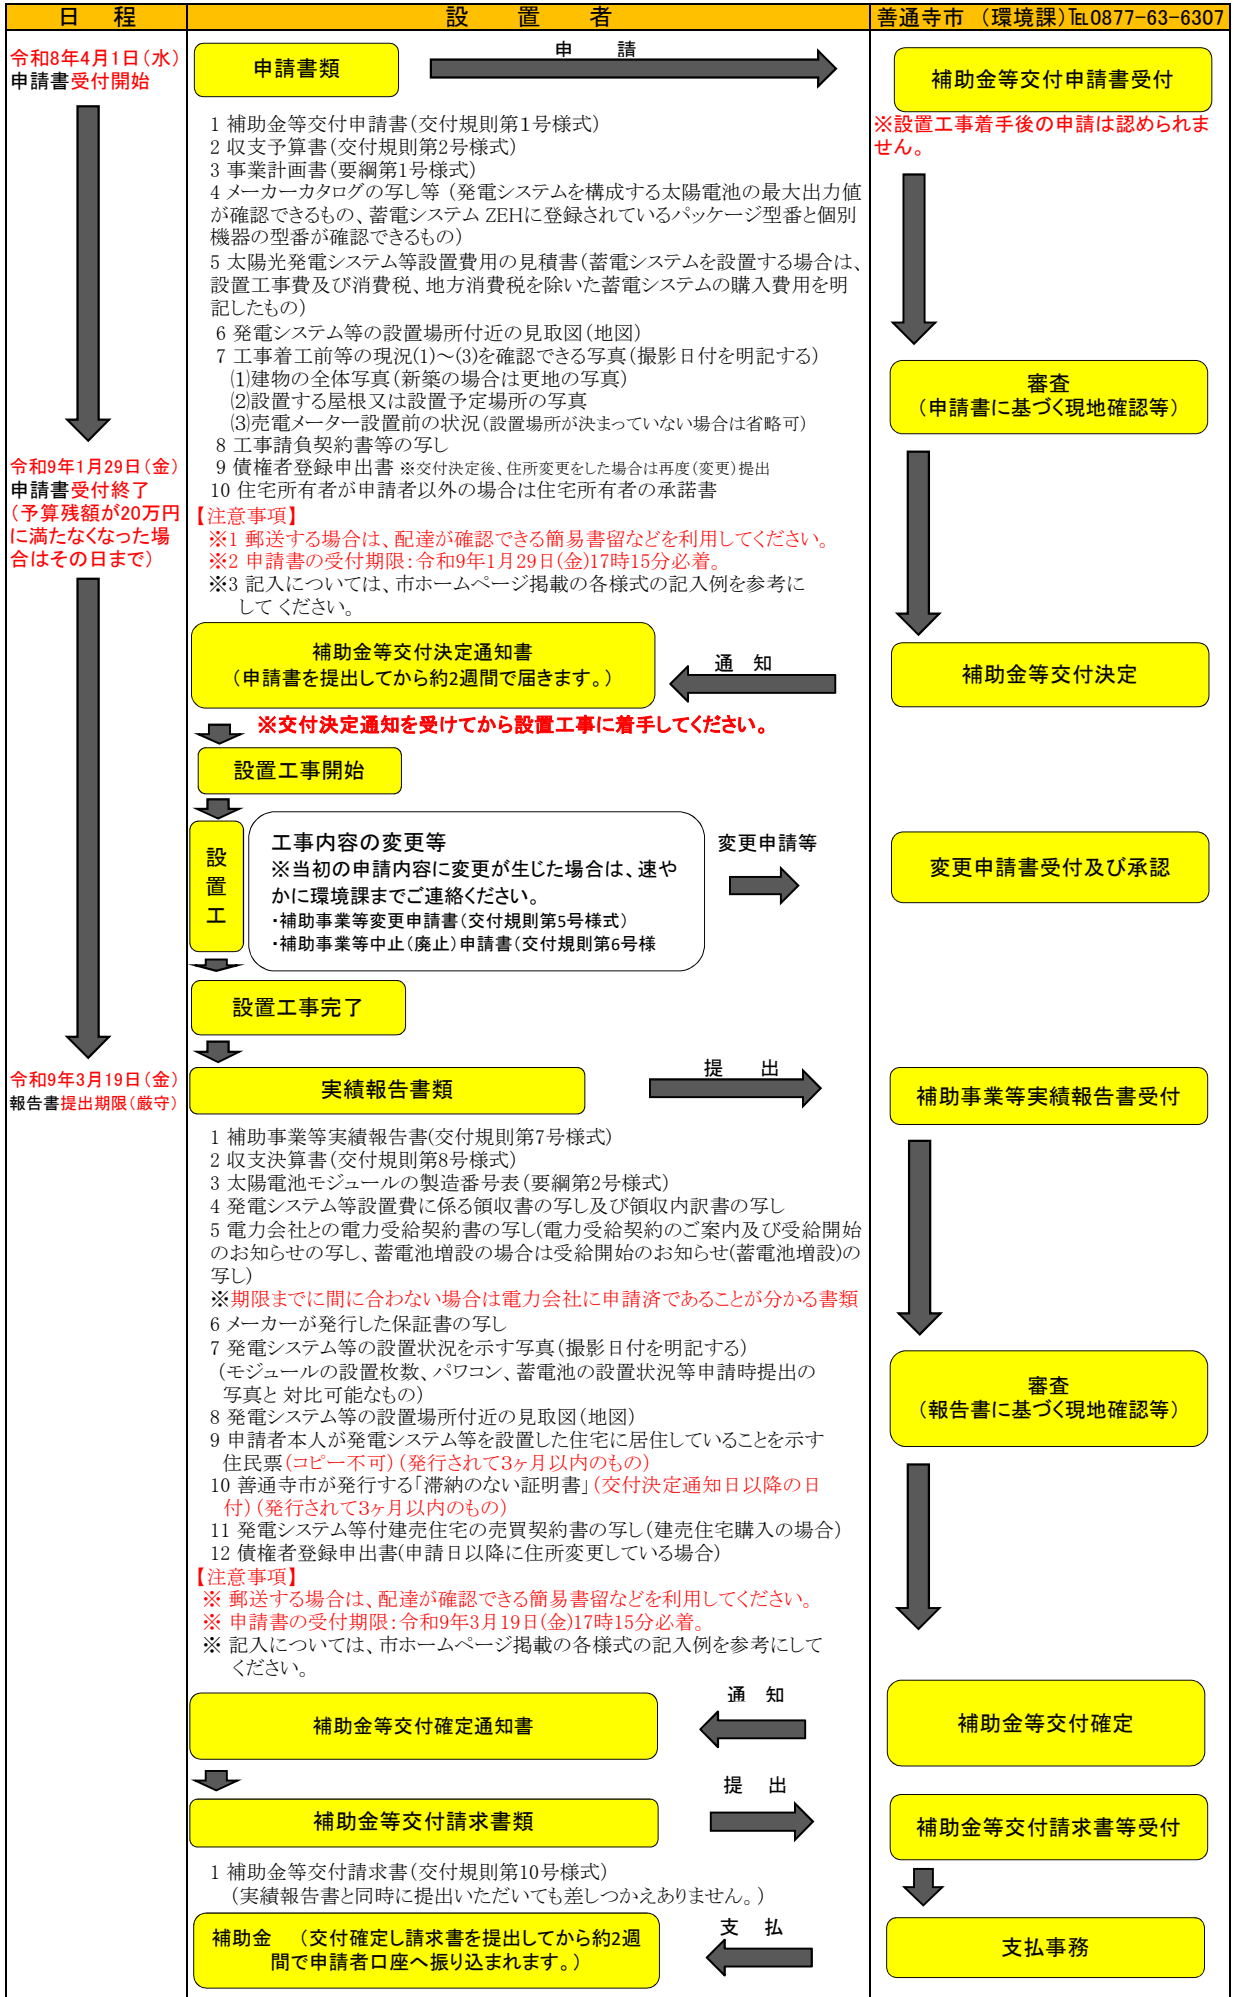 日　程
設　置　者
善通寺市　（環境課）℡0877-63-6307
令和8年4月1日（水）
申請書受付開始
申請書類
申　請
補助金等交付申請書受付
※設置工事着手後の申請は認められま
せん。
1 補助金等交付申請書（交付規則第1号様式）
2 収支予算書（交付規則第2号様式）
3 事業計画書（要綱第1号様式）
4 メーカーカタログの写し等（発電システムを構成する太陽電池の最大出力値
が確認できるもの、蓄電システム ZEHに登録されているパッケージ型番と個別
機器の型番が確認できるもの）
5 太陽光発電システム等設置費用の見積書（蓄電システムを設置する場合は、
設置工事費及び消費税、地方消費税を除いた蓄電システムの購入費用を明
記したもの）
6 発電システム等の設置場所付近の見取図（地図）
7 工事着工前等の現況(1)～(3)を確認できる写真（撮影日付を明記する）
⑴建物の全体写真（新築の場合は更地の写真）
⑵設置する屋根又は設置予定場所の写真
⑶売電メーター設置前の状況（設置場所が決まっていない場合は省略可）
8 工事請負契約書等の写し
9 債権者登録申出書 ※交付決定後、住所変更をした場合は再度（変更）提出
10 住宅所有者が申請者以外の場合は住宅所有者の承諾書
審査
（申請書に基づく現地確認等）
令和9年1月29日（金）
申請書受付終了
（予算残額が20万円
に満たなくなった場
合はその日まで）
【注意事項】
※1 郵送する場合は、配達が確認できる簡易書留などを利用してください。
※2 申請書の受付期限：令和9年1月29日(金)17時15分必着。
※3 記入については、市ホームページ掲載の各様式の記入例を参考に
してください。
補助金等交付決定通知書
（申請書を提出してから約2週間で届きます。）
通　知
補助金等交付決定
※交付決定通知を受けてから設置工事に着手してください。
設置工事開始
設
置
工
工事内容の変更等
※当初の申請内容に変更が生じた場合は、速や
かに環境課までご連絡ください。
・補助事業等変更申請書（交付規則第5号様式）
・補助事業等中止（廃止）申請書（交付規則第6号様
変更申請等
変更申請書受付及び承認
設置工事完了
令和9年3月19日（金）
報告書提出期限（厳守）
実績報告書類
提　出
補助事業等実績報告書受付
1 補助事業等実績報告書(交付規則第7号様式）
2 収支決算書（交付規則第8号様式）
3 太陽電池モジュールの製造番号表（要綱第2号様式）
4 発電システム等設置費に係る領収書の写し及び領収内訳書の写し
5 電力会社との電力受給契約書の写し(電力受給契約のご案内及び受給開始
のお知らせの写し、蓄電池増設の場合は受給開始のお知らせ(蓄電池増設)の
写し)
※期限までに間に合わない場合は電力会社に申請済であることが分かる書類
6 メーカーが発行した保証書の写し
7 発電システム等の設置状況を示す写真（撮影日付を明記する）
（モジュールの設置枚数、パワコン、蓄電池の設置状況等申請時提出の
写真と 対比可能なもの）
8 発電システム等の設置場所付近の見取図（地図）
9 申請者本人が発電システム等を設置した住宅に居住していることを示す
住民票（コピー不可）（発行されて3ヶ月以内のもの）
10 善通寺市が発行する「滞納のない証明書」（交付決定通知日以降の日
付）（発行されて3ヶ月以内のもの）
11 発電システム等付建売住宅の売買契約書の写し（建売住宅購入の場合）
12 債権者登録申出書(申請日以降に住所変更している場合）
審査
（報告書に基づく現地確認等）
【注意事項】
※ 郵送する場合は、配達が確認できる簡易書留などを利用してください。
※ 申請書の受付期限：令和9年3月19日(金)17時15分必着。
※ 記入については、市ホームページ掲載の各様式の記入例を参考にして
ください。
補助金等交付確定通知書
通　知
補助金等交付確定
補助金等交付請求書類
提　出
補助金等交付請求書等受付
1 補助金等交付請求書（交付規則第10号様式）
（実績報告書と同時に提出いただいても差しつかえありません。）
補助金　（交付確定し請求書を提出してから約2週
間で申請者口座へ振り込まれます。）
支　払
支払事務